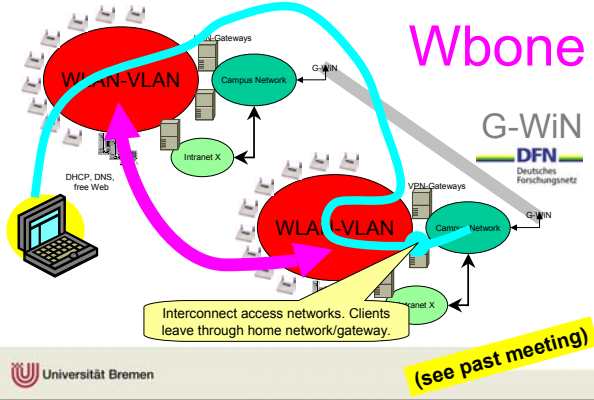 Wbone
VPN-Gateways
WLAN-VLAN
Campus Network
G-WiN
G-WiN
DFN
Deutsches
Forschungsnetz
Intranet X
DHCP, DNS,
free Web
VPN-Gateways
WLAN-VLAN
Campus Network
G-WiN
Intranet X
Interconnect access networks. Clients
leave through home network/gateway.
(see past meeting)
Universität Bremen